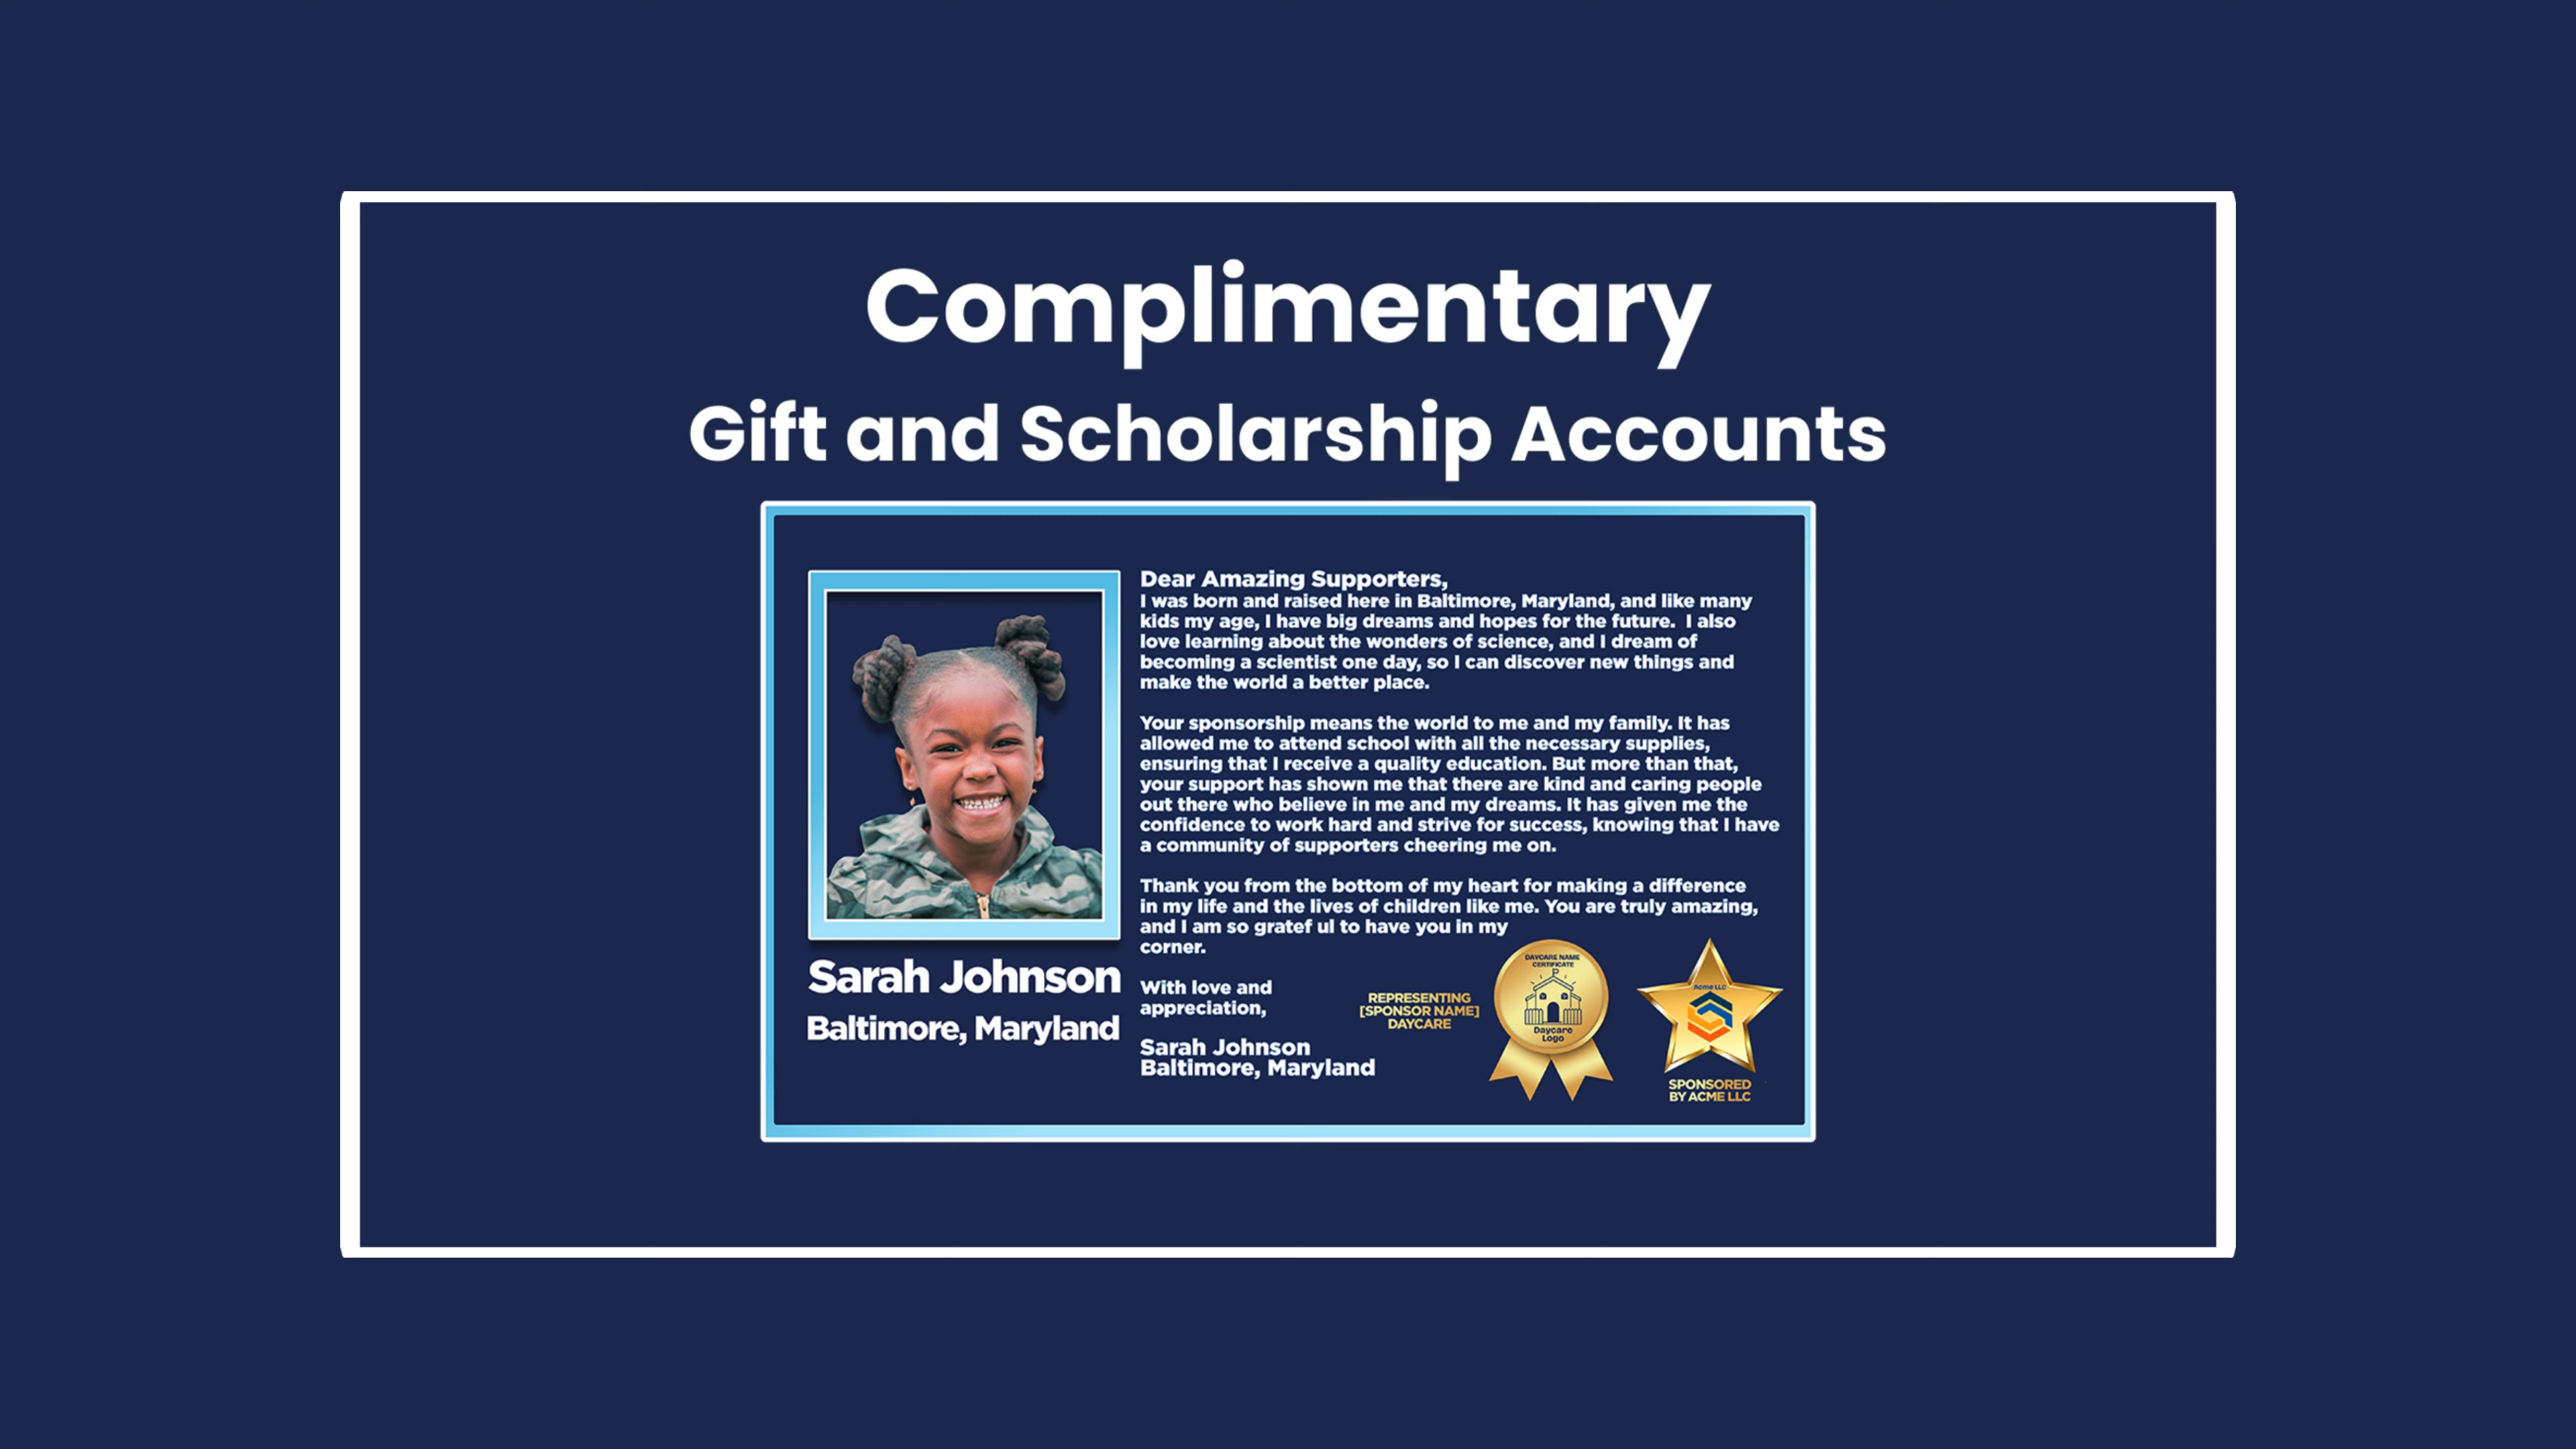 Complimentary
Gift and Scholarship Accounts
Dear Amazing Supporters,
I was born and raised here in Baltimore, Maryland, and like many
kids my age, I have big dreams and hopes for the future. I also
love learning about the wonders of science, and I dream of
becoming a scientist one day, so I can discover new things and
make the world a better place.
Your sponsorship means the world to me and my family. It has
allowed me to attend school with all the necessary supplies,
ensuring that I receive a quality education. But more than that,
your support has shown me that there are kind and caring people
out there who believe in me and my dreams. It has given me the
confidence to work hard and strive for success, knowing that I have
a community of supporters cheering me on.
Thank you from the bottom of my heart for making a difference
in my life and the lives of children like me. You are truly amazing,
and I am so gratef ul to have you in my
corner.
With love and
appreciation,
Sarah Johnson
Baltimore, Maryland
Sarah Johnson
Baltimore, Maryland
REPRESENTING
[SPONSOR NAME]
DAYCARE
DAYCARE NAME
CERTIFICATE
Daycare
Logo
Acme LLC
SPONSORED
BY ACME LLC